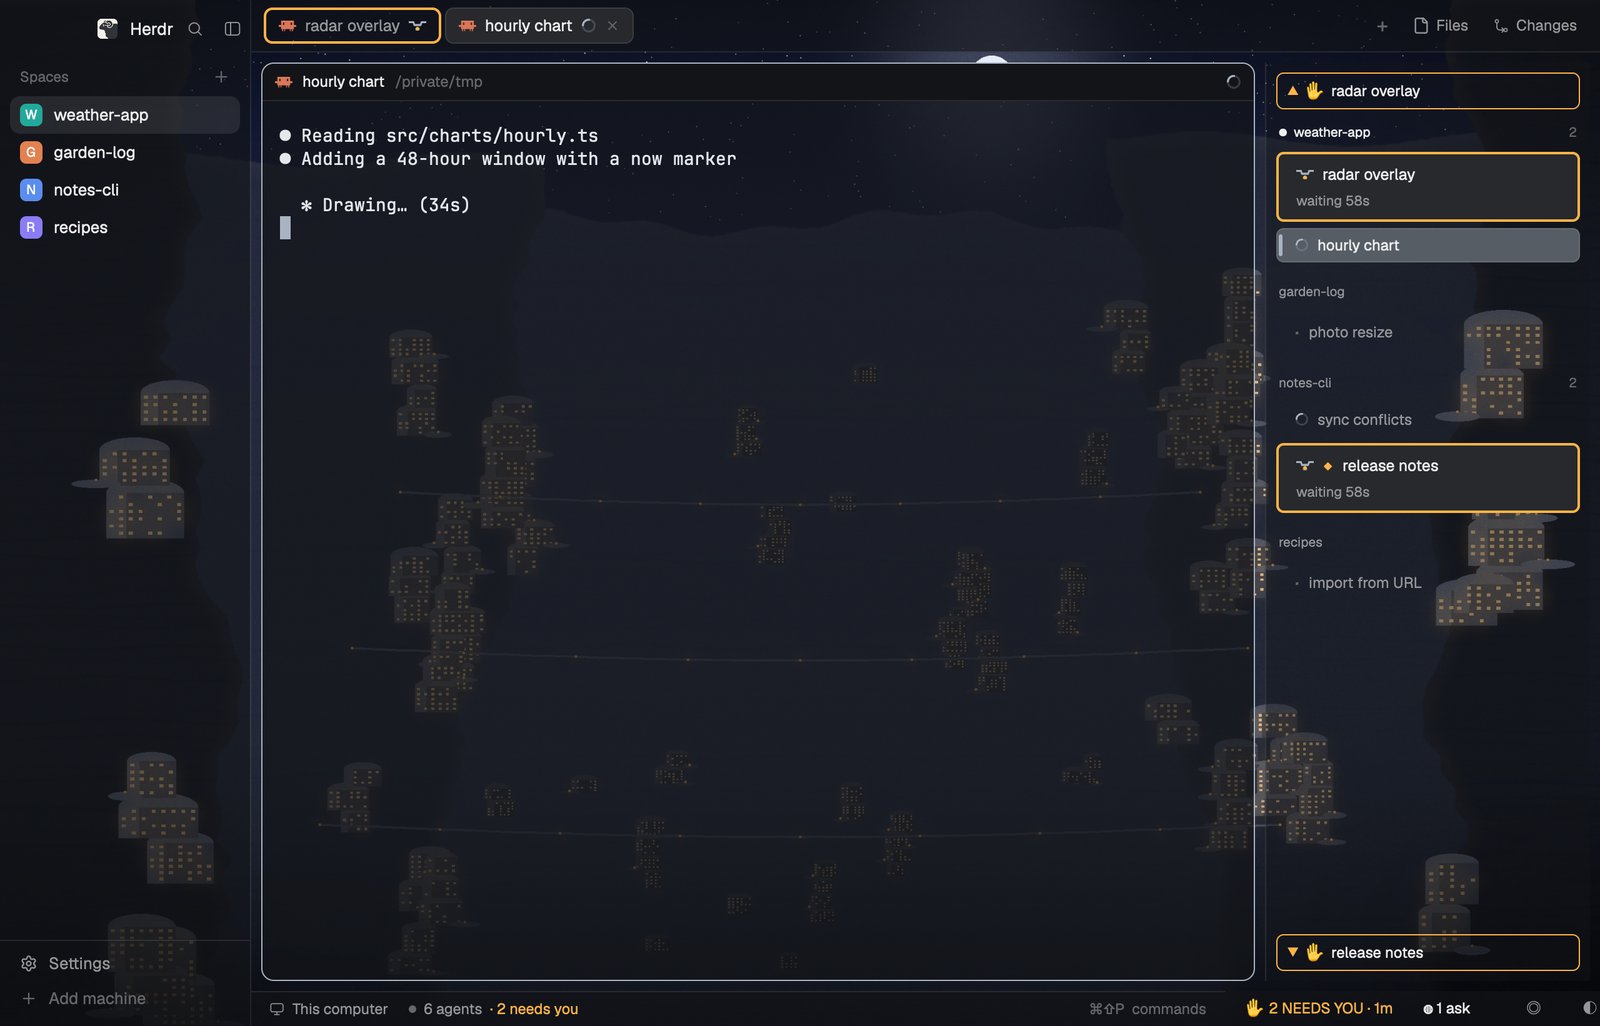 Herdr
radar overlay
hourly chart
Files
Changes
Spaces
W weather-app
G garden-log
N notes-cli
R recipes
Settings
Add machine
hourly chart /private/tmp
Reading src/charts/hourly.ts
Adding a 48-hour window with a now marker
* Drawing… (34s)
radar overlay
weather-app 2
radar overlay
waiting 58s
hourly chart
garden-log
photo resize
notes-cli 2
sync conflicts
release notes
waiting 58s
recipes
import from URL
release notes
This computer
6 agents · 2 needs you
⌘⇧P commands
2 NEEDS YOU · 1m
1 ask